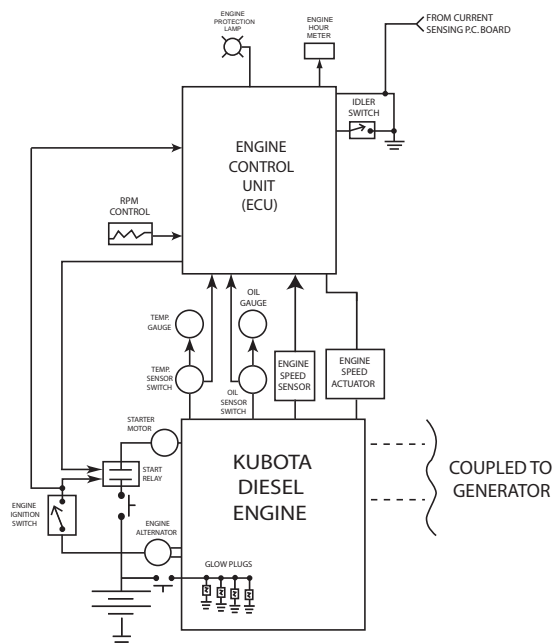 ENGINE
PROTECTION
LAMP
ENGINE
HOUR
METER
FROM CURRENT
SENSING P.C. BOARD
IDLER
SWITCH
ENGINE
CONTROL
UNIT
(ECU)
RPM
CONTROL
TEMP.
GAUGE
OIL
GAUGE
TEMP.
SENSOR
SWITCH
OIL
SENSOR
SWITCH
ENGINE
SPEED
SENSOR
ENGINE
SPEED
ACTUATOR
STARTER
MOTOR
START
RELAY
KUBOTA
DIESEL
ENGINE
COUPLED TO
GENERATOR
ENGINE
IGNITION
SWITCH
ENGINE
ALTERNATOR
GLOW PLUGS